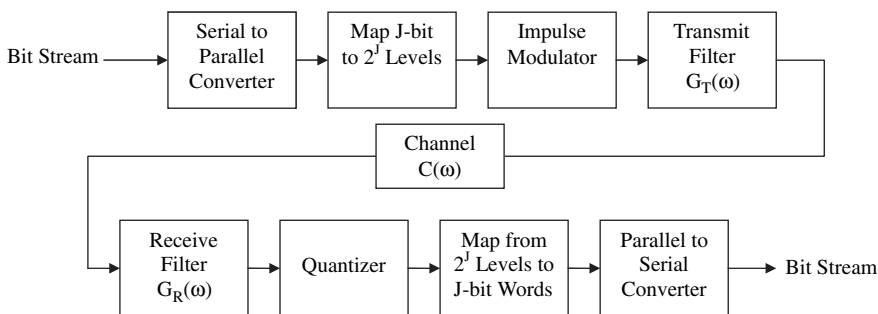 Bit Stream
Serial to
Parallel
Converter
Map J-bit
to 2^J Levels
Impulse
Modulator
Transmit
Filter
G_T(ω)
Channel
C(ω)
Receive
Filter
G_R(ω)
Quantizer
Map from
2^J Levels to
J-bit Words
Parallel to
Serial
Converter
Bit Stream